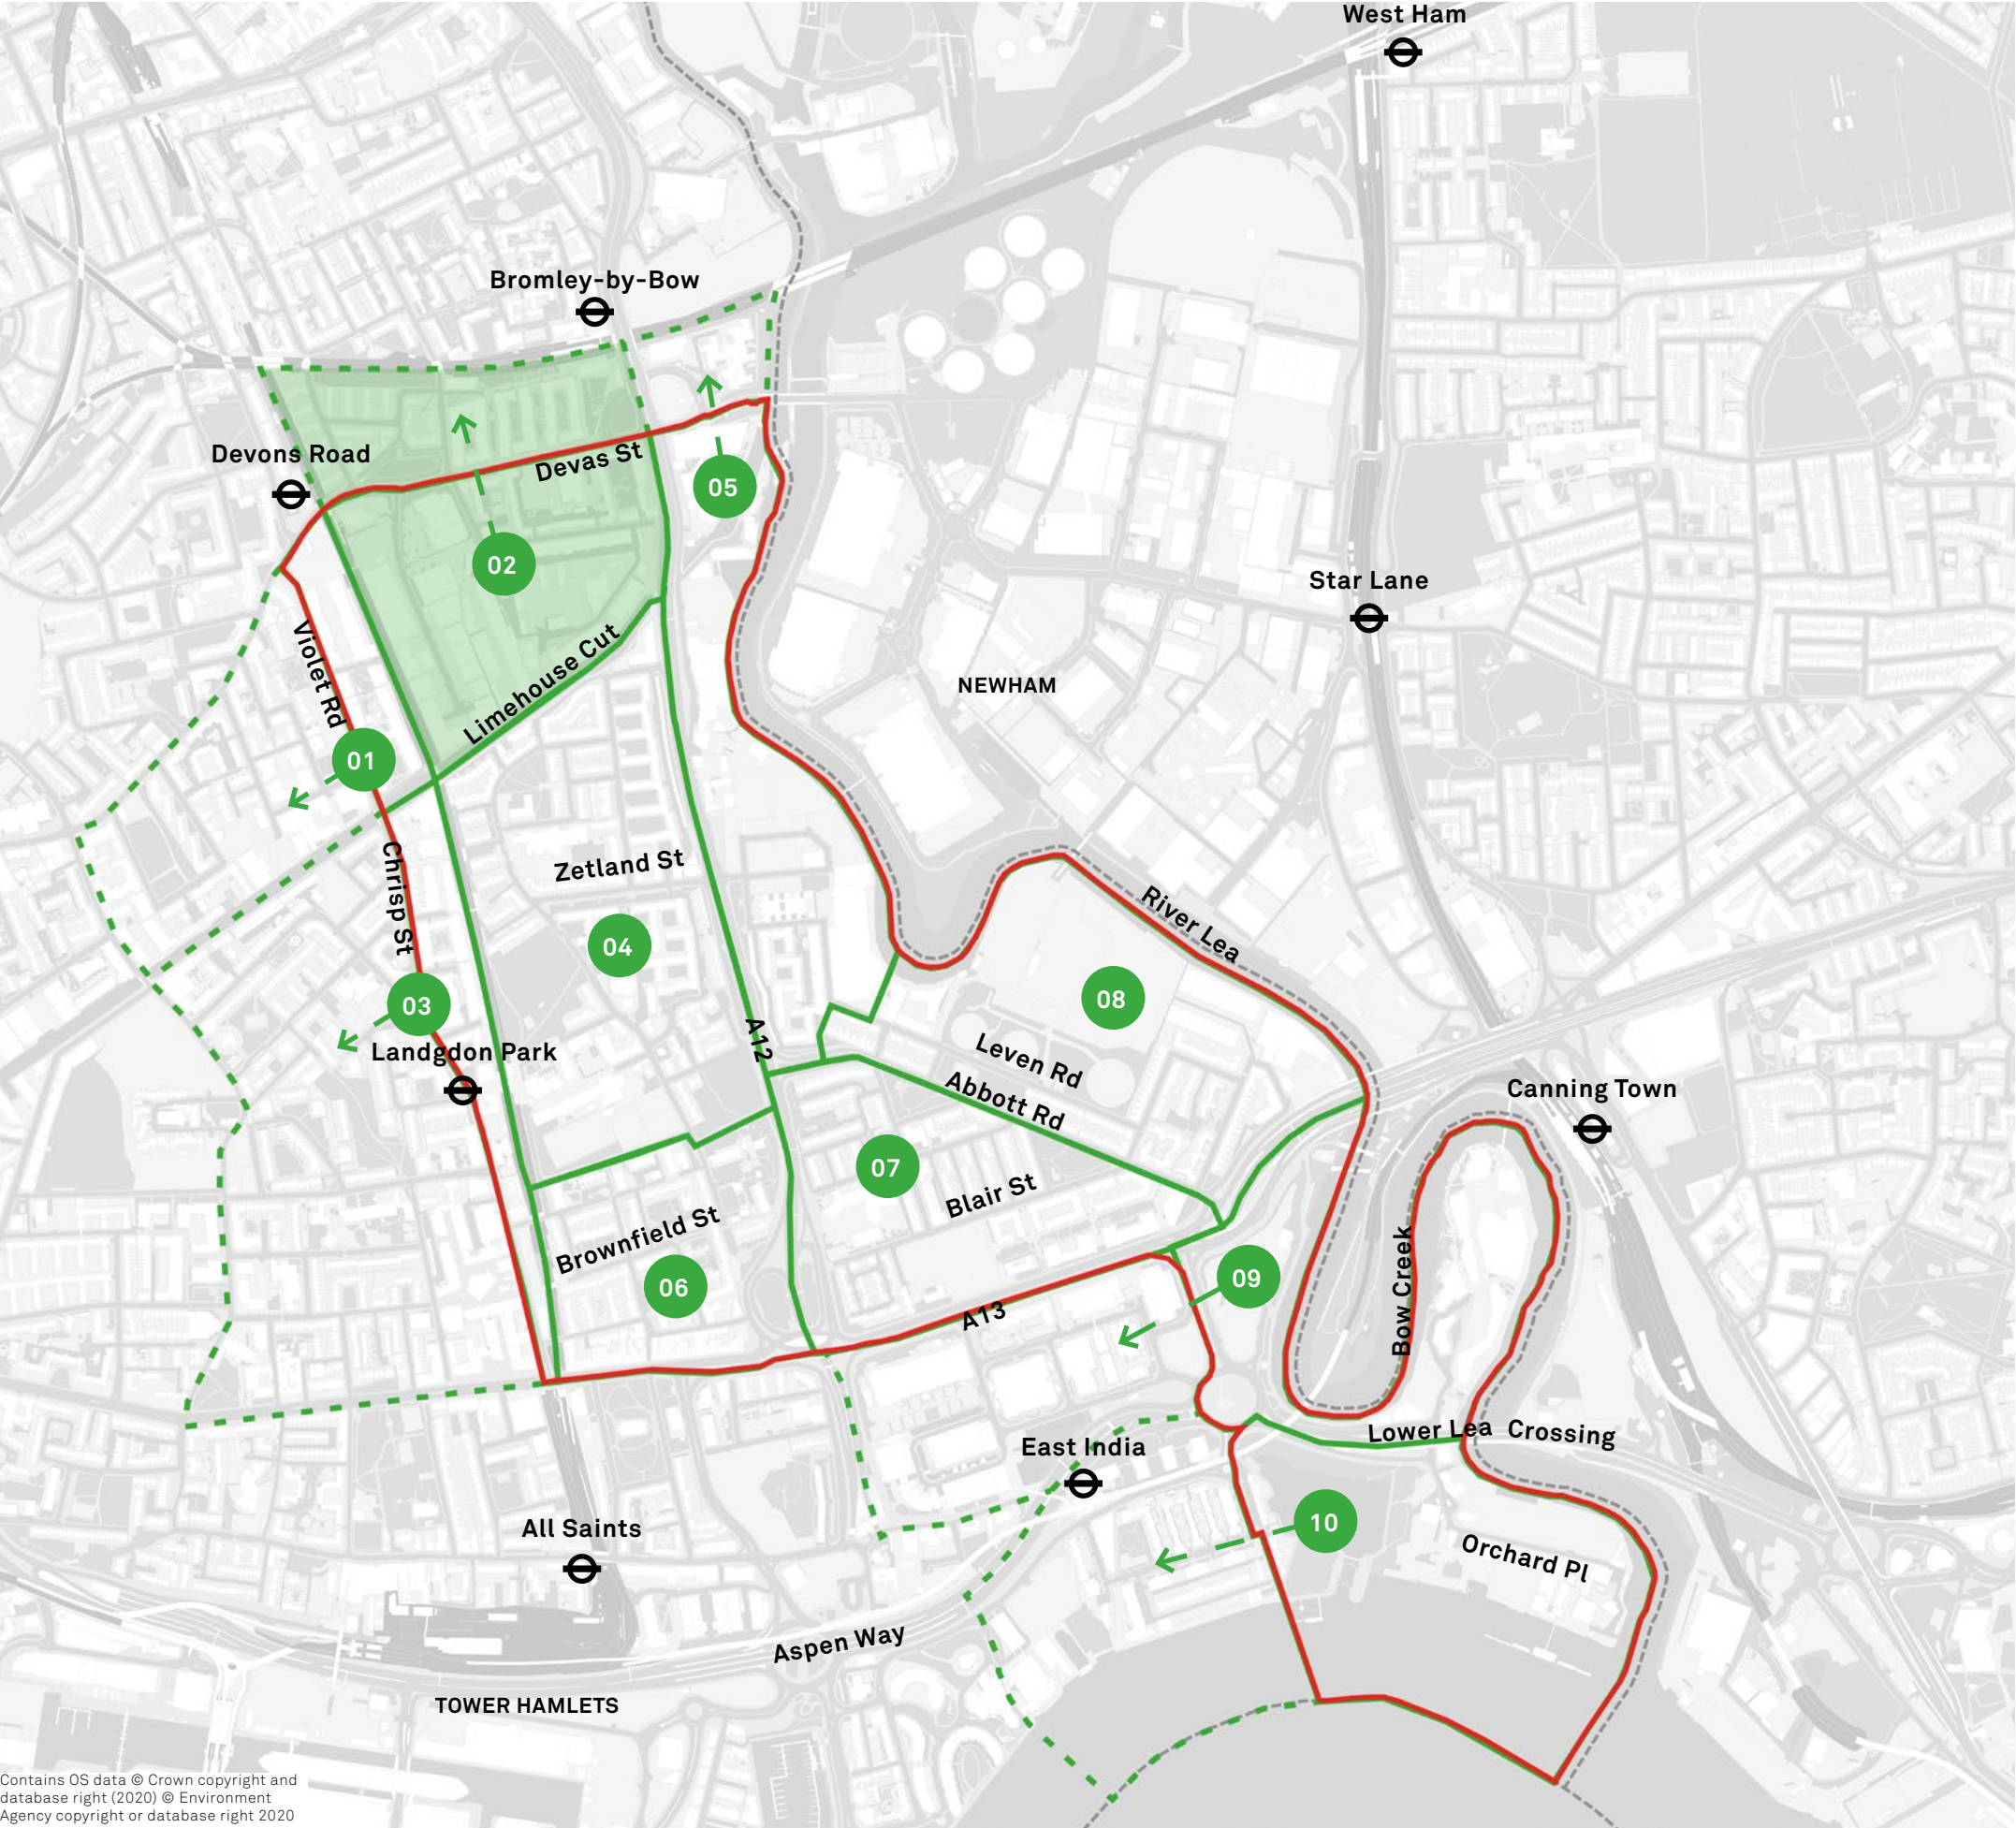 West Ham
Bromley-by-Bow
Devons Road
Devas St
05
02
Star Lane
Violet Rd
Limehouse Cut
NEWHAM
01
Chrisp St
Zetland St
River Lea
04
08
03
A12
Landgdon Park
Leven Rd
Abbott Rd
Canning Town
07
Blair St
Brownfield St
06
09
Bow Creek
A13
Lower Lea Crossing
East India
10
All Saints
Orchard Pl
Aspen Way
TOWER HAMLETS
Contains OS data © Crown copyright and
database right (2020) © Environment
Agency copyright or database right 2020